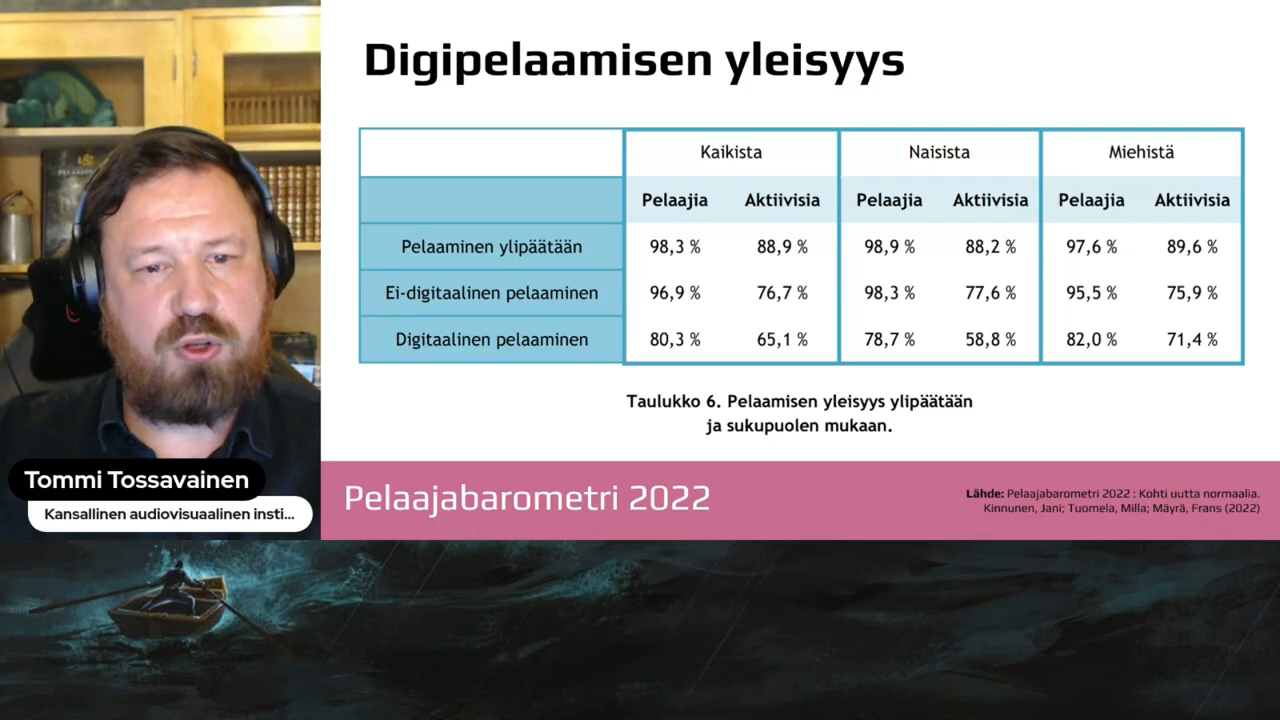 Digipelaamisen yleisyys
Kaikista Naisista Miehistä
Pelaajia Aktiivisia Pelaajia Aktiivisia Pelaajia Aktiivisia
Pelaaminen ylipäätään 98,3 % 88,9 % 98,9 % 88,2 % 97,6 % 89,6 %
Ei-digitaalinen pelaaminen 96,9 % 76,7 % 98,3 % 77,6 % 95,5 % 75,9 %
Digitaalinen pelaaminen 80,3 % 65,1 % 78,7 % 58,8 % 82,0 % 71,4 %
Taulukko 6. Pelaamisen yleisyys ylipäätään
ja sukupuolen mukaan.
Tommi Tossavainen
Kansallinen audiovisuaalinen insti...
Pelaajabarometri 2022
Lähde: Pelaajabarometri 2022 : Kohti uutta normaalia.
Kinnunen, Jani; Tuomela, Milla; Mäyrä, Frans (2022)